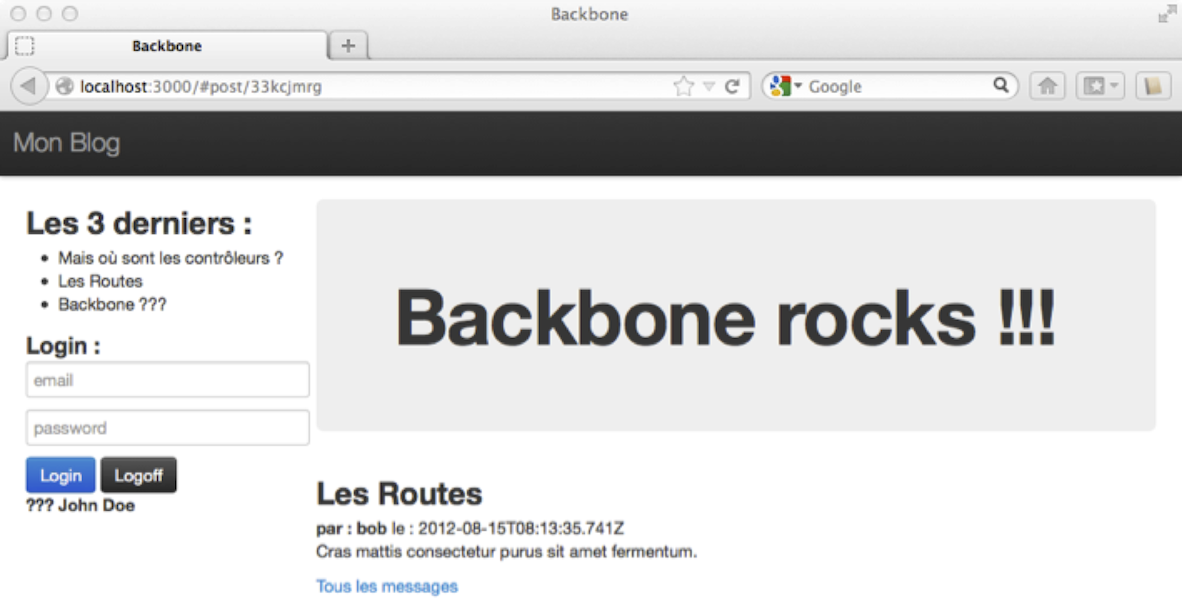 Backbone
Backbone
localhost:3000/#post/33kcjmrg
Google
Mon Blog
Les 3 derniers :
Mais où sont les contrôleurs ?
Les Routes
Backbone ???
Login :
email
password
Login Logoff
??? John Doe
Backbone rocks !!!
Les Routes
par : bob le : 2012-08-15T08:13:35.741Z
Cras mattis consectetur purus sit amet fermentum.
Tous les messages